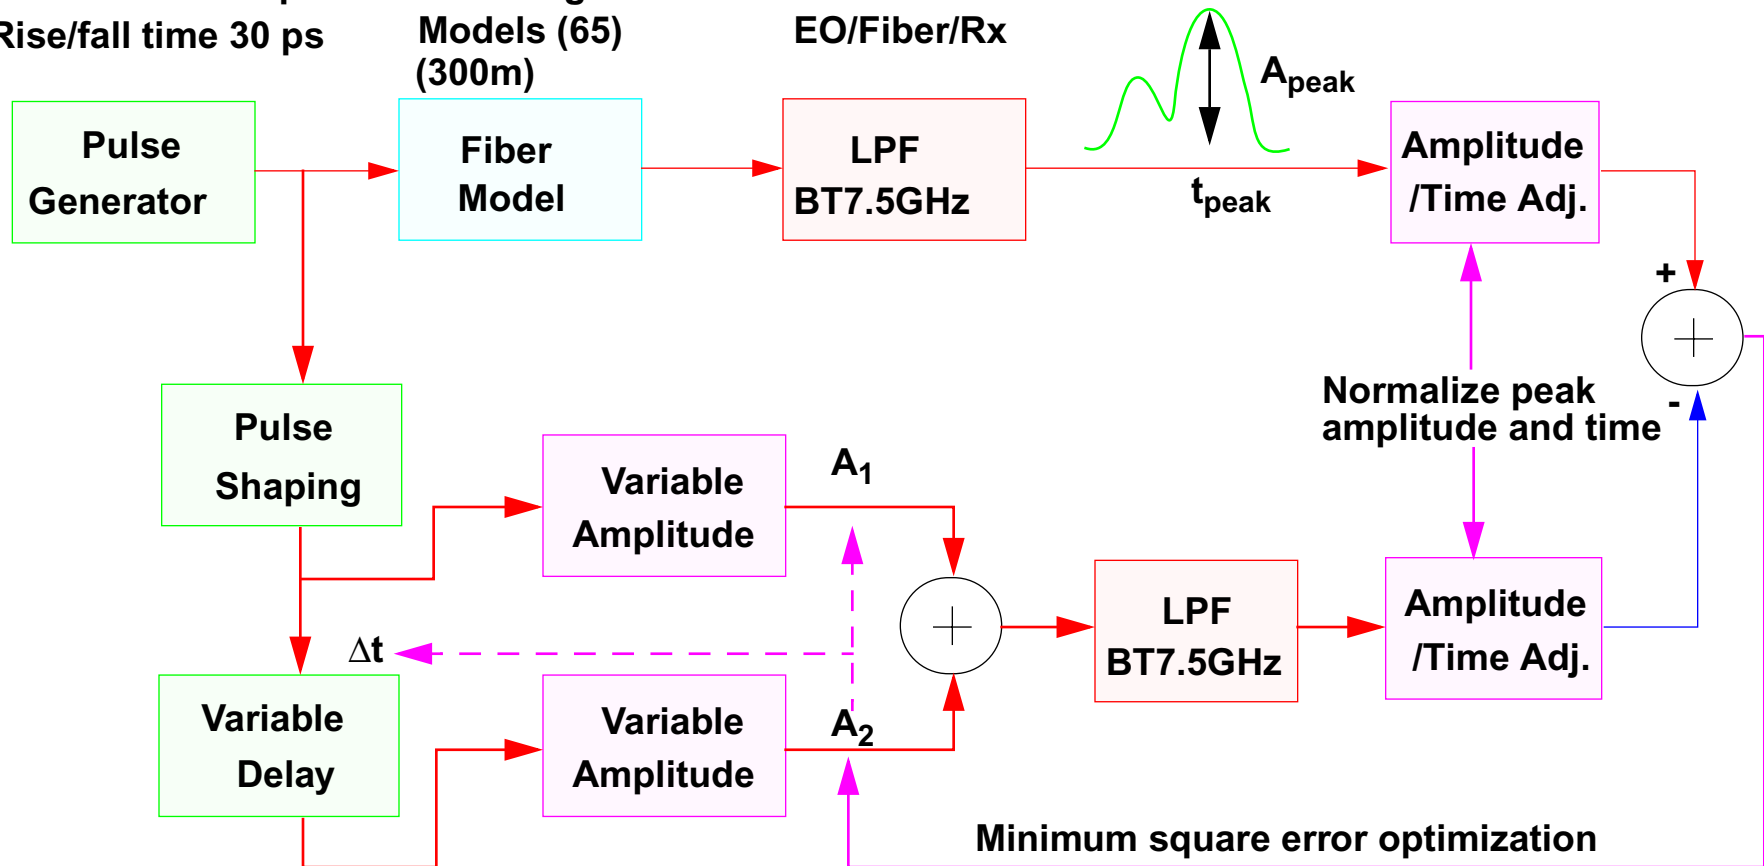 Rise/fall time 30 ps
Models (65)
(300m)
EO/Fiber/Rx
A peak
Pulse
Generator
Fiber
Model
LPF
BT7.5GHz
t peak
Amplitude
/Time Adj.
+
Normalize peak
amplitude and time
-
Pulse
Shaping
Variable
Amplitude
A1
+
LPF
BT7.5GHz
Amplitude
/Time Adj.
Δt
Variable
Delay
Variable
Amplitude
A2
Minimum square error optimization